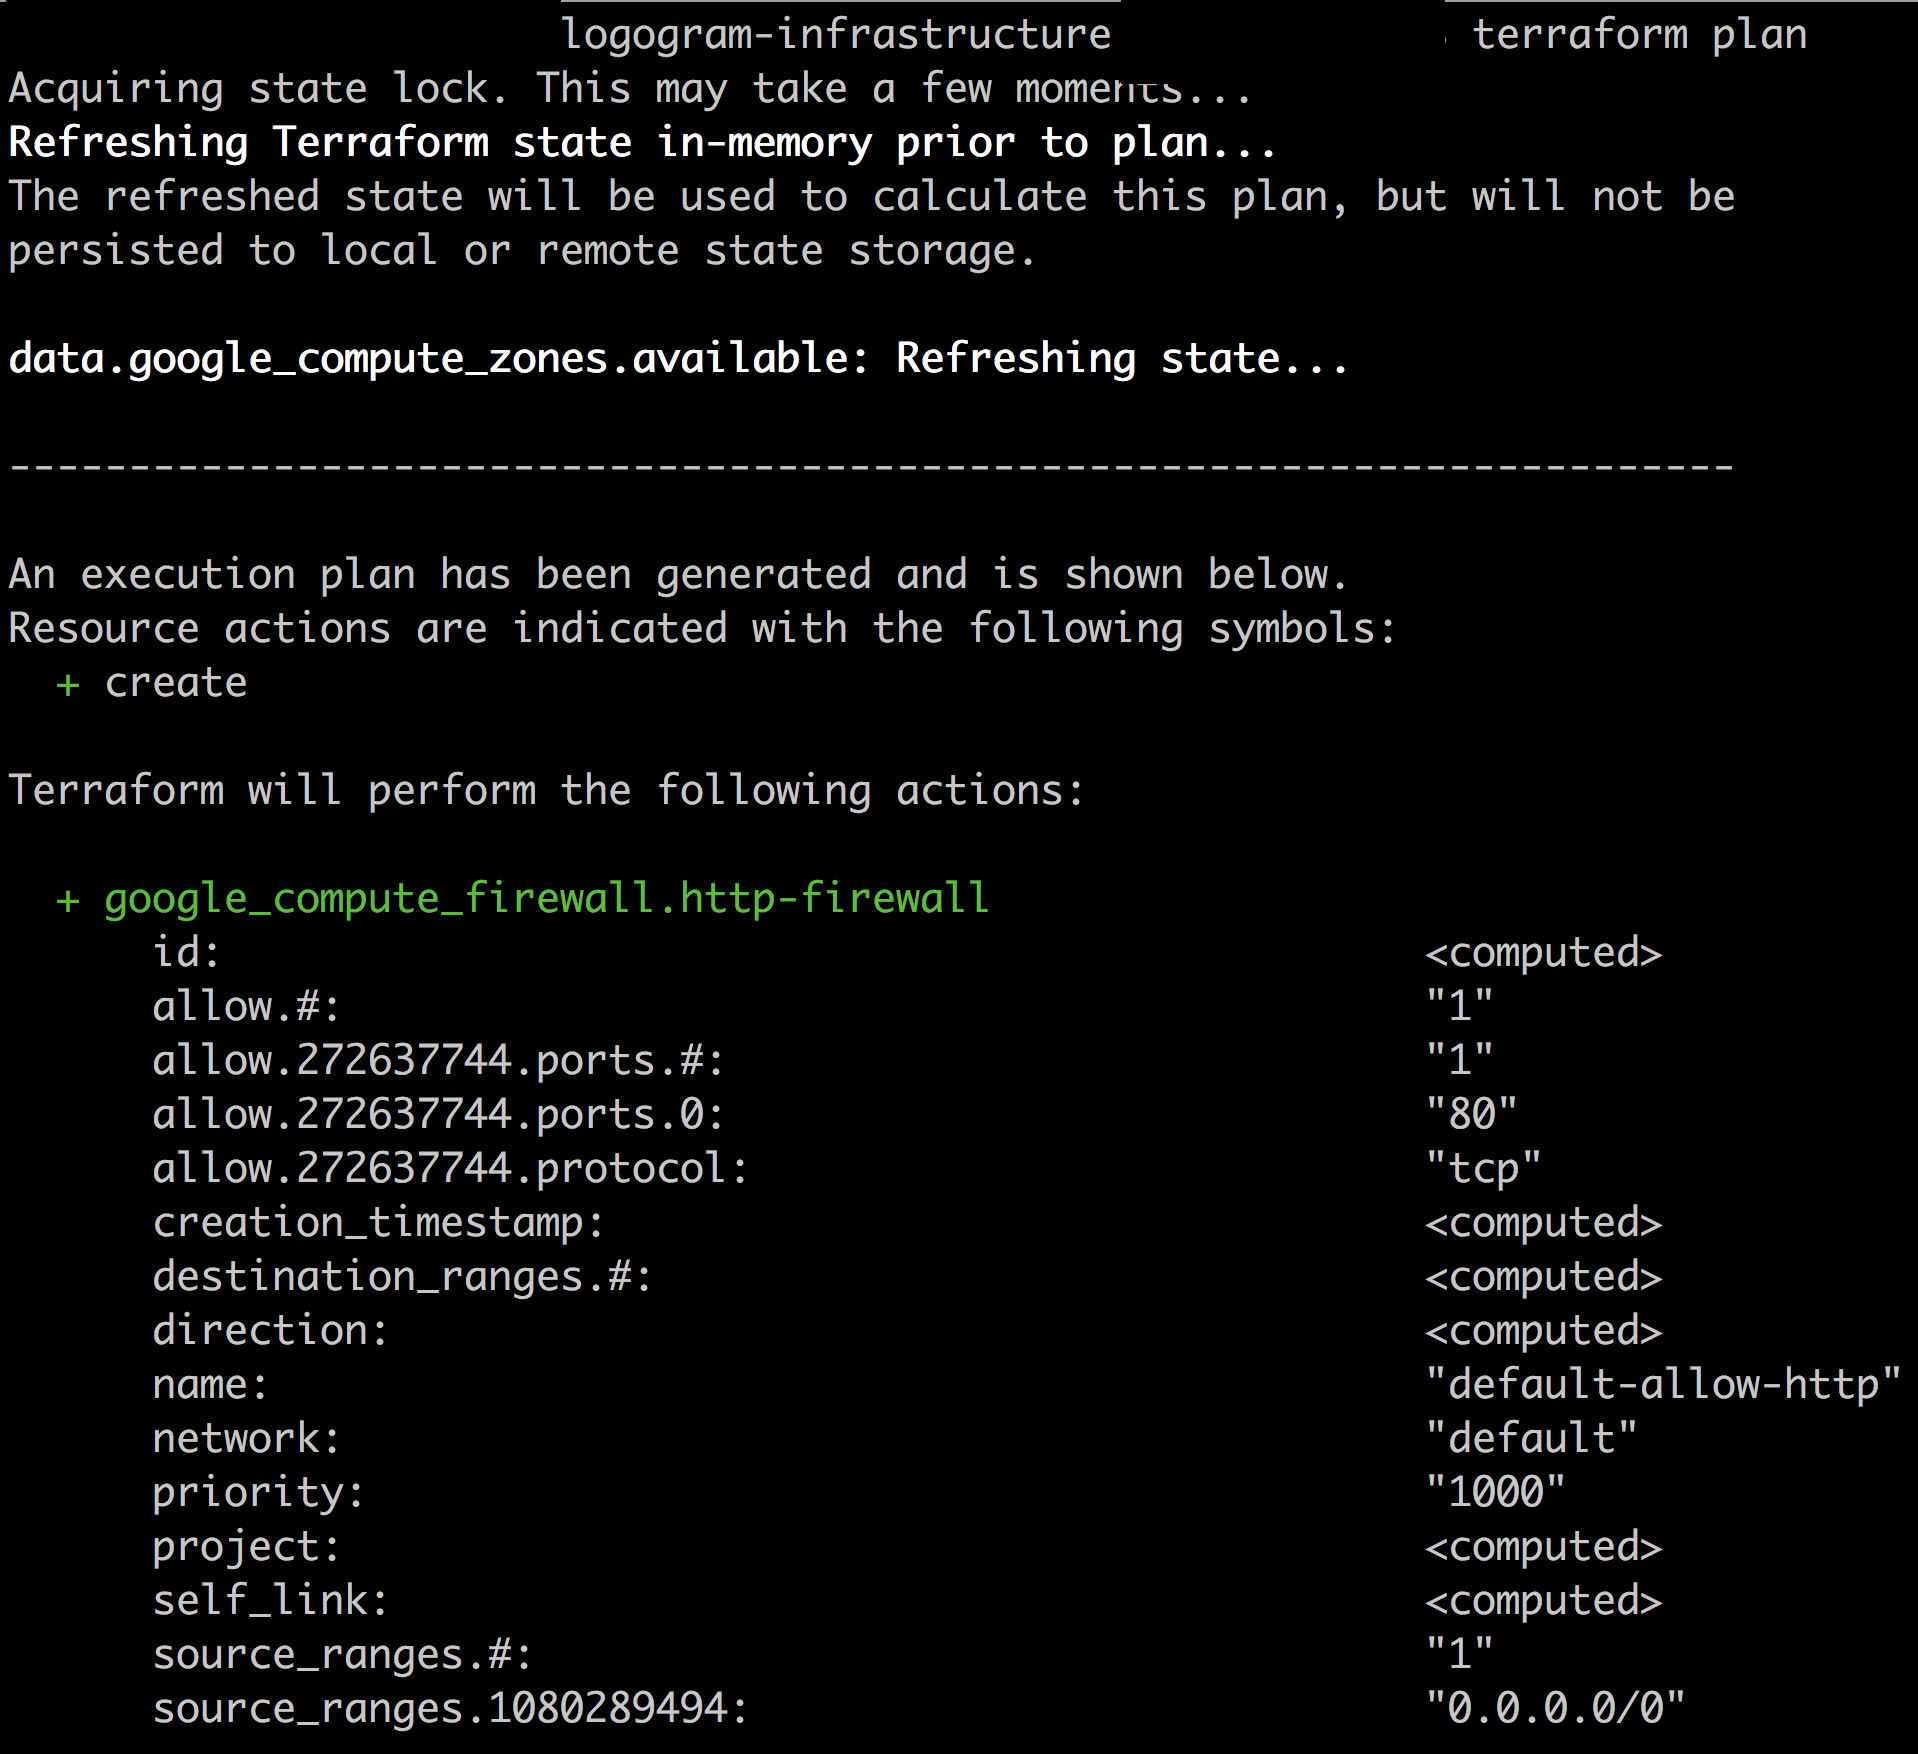 logogram-infrastructure terraform plan
Acquiring state lock. This may take a few moments...
Refreshing Terraform state in-memory prior to plan...
The refreshed state will be used to calculate this plan, but will not be
persisted to local or remote state storage.
data.google_compute_zones.available: Refreshing state...
------------------------------------------------------------------------
An execution plan has been generated and is shown below.
Resource actions are indicated with the following symbols:
+ create
Terraform will perform the following actions:
+ google_compute_firewall.http-firewall
id: <computed>
allow.#: "1"
allow.272637744.ports.#: "1"
allow.272637744.ports.0: "80"
allow.272637744.protocol: "tcp"
creation_timestamp: <computed>
destination_ranges.#: <computed>
direction: <computed>
name: "default-allow-http"
network: "default"
priority: "1000"
project: <computed>
self_link: <computed>
source_ranges.#: "1"
source_ranges.1080289494: "0.0.0.0/0"